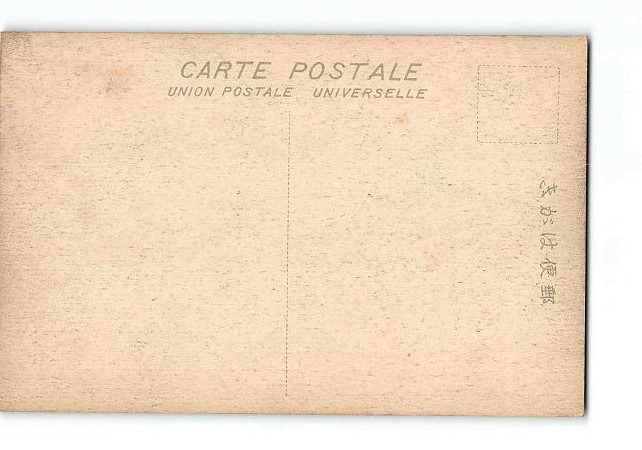 CARTE POSTALE
UNION POSTALE UNIVERSELLE
郵便はがき